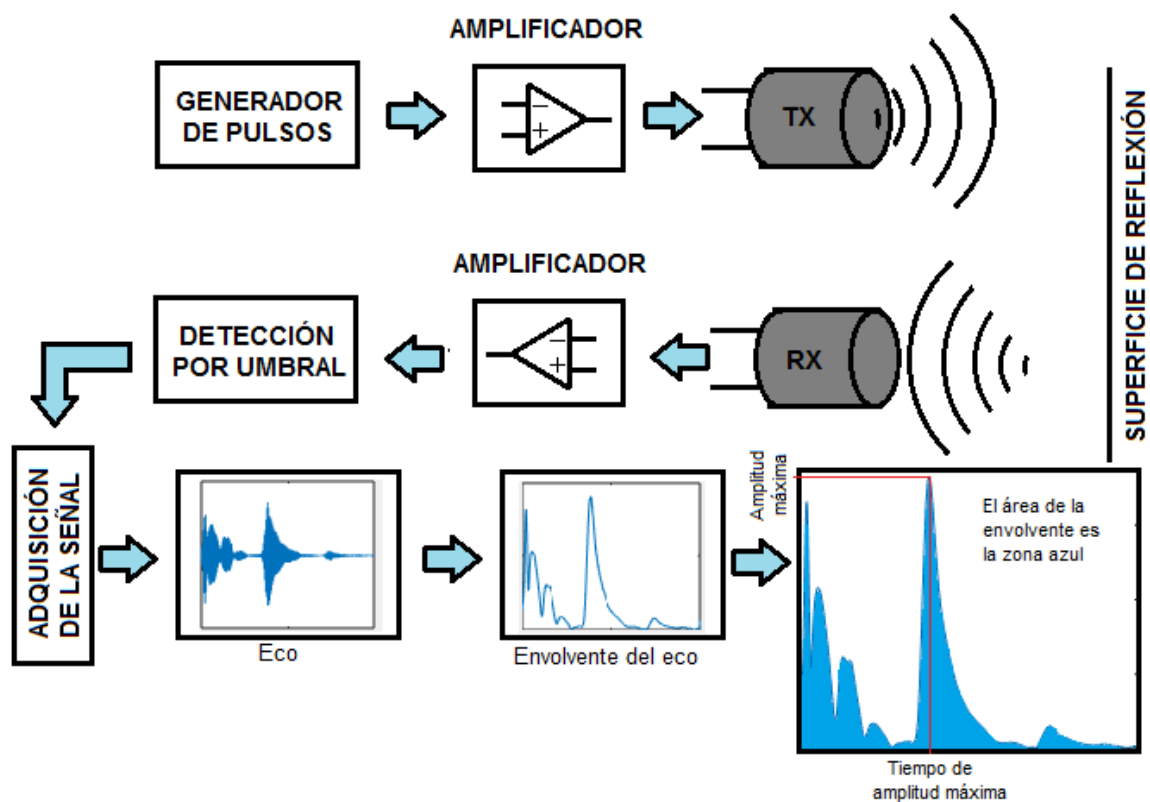 AMPLIFICADOR
GENERADOR
DE PULSOS
−
+
TX
SUPERFICIE DE REFLEXIÓN
AMPLIFICADOR
DETECCIÓN
POR UMBRAL
−
+
RX
ADQUISICIÓN
DE LA SEÑAL
Eco
Envolvente del eco
Amplitud
máxima
El área de la
envolvente es
la zona azul
Tiempo de
amplitud máxima